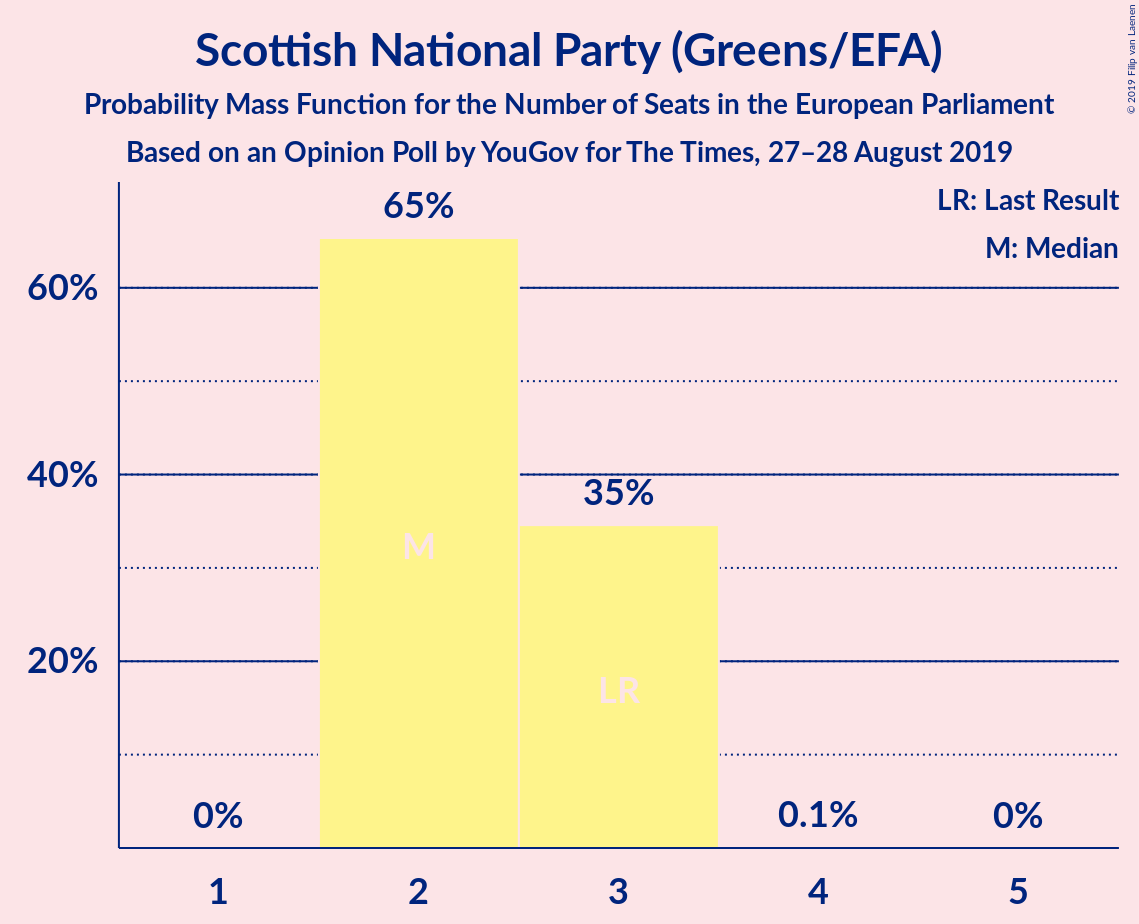 Scottish National Party (Greens/EFA)
Probability Mass Function for the Number of Seats in the European Parliament
Based on an Opinion Poll by YouGov for The Times, 27–28 August 2019
© 2019 Filip van Laenen
LR: Last Result
M: Median
65%
60%
40%
35%
M
20%
LR
0%
0.1%
0%
1 2 3 4 5